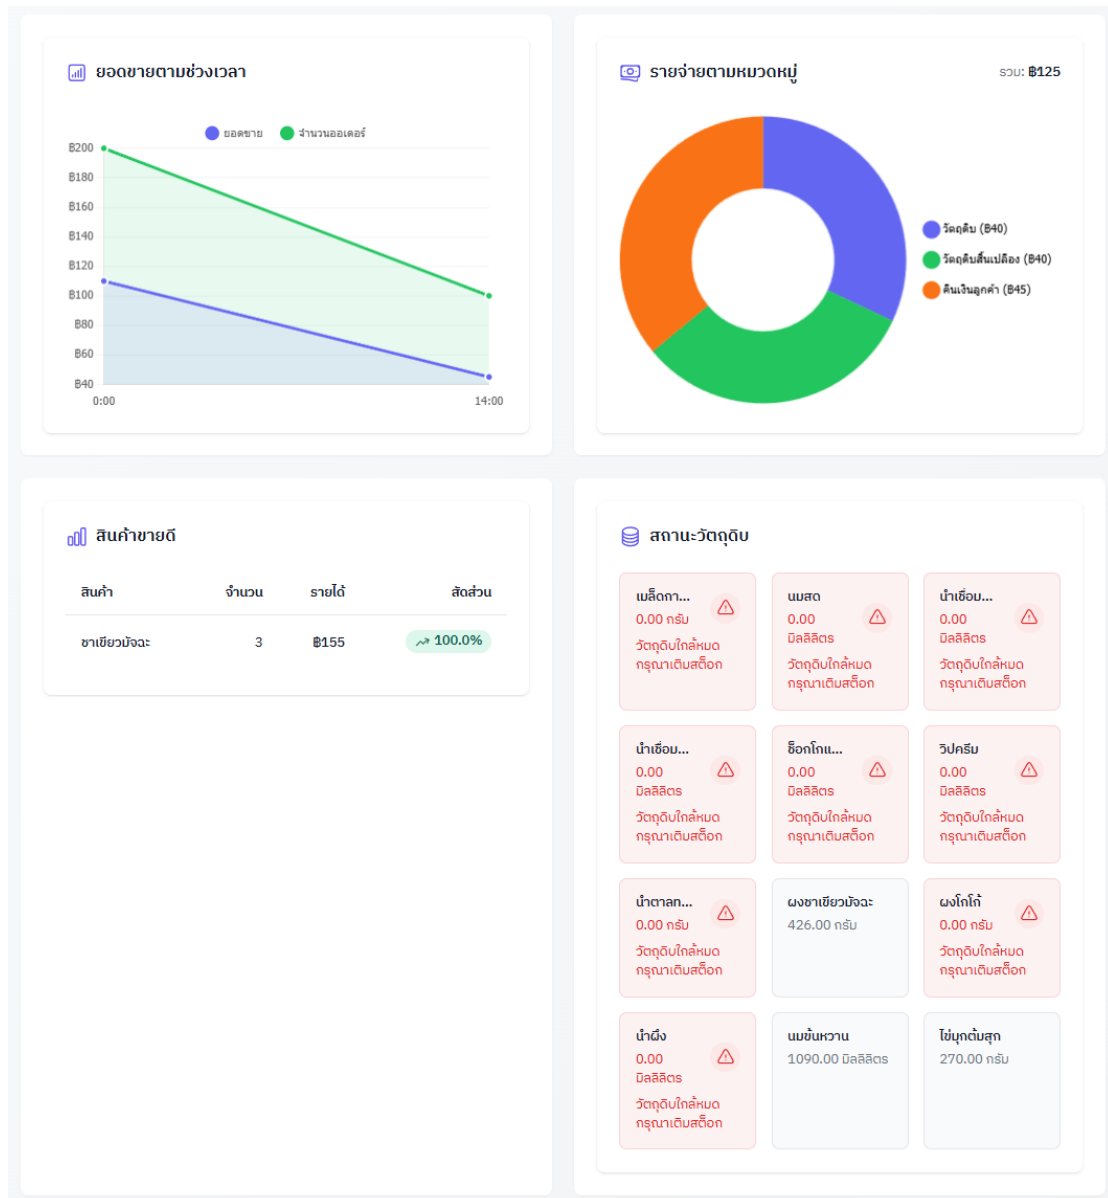 ยอดขายตามช่วงเวลา
ยอดขาย
จำนวนออเดอร์
฿200
฿180
฿160
฿140
฿120
฿100
฿80
฿60
฿40
0:00
14:00
รายจ่ายตามหมวดหมู่
รวม: ฿125
วัตถุดิบ (฿40)
วัตถุดิบสิ้นเปลือง (฿40)
คืนเงินลูกค้า (฿45)
สินค้าขายดี
สินค้า จำนวน รายได้ สัดส่วน
ชาเขียวมัจฉะ 3 ฿155 100.0%
สถานะวัตถุดิบ
เมล็ดกา...
0.00 กรัม
วัตถุดิบใกล้หมด
กรุณาเติมสต็อก
นมสด
0.00
มิลลิลิตร
วัตถุดิบใกล้หมด
กรุณาเติมสต็อก
น้ำเชื่อม...
0.00
มิลลิลิตร
วัตถุดิบใกล้หมด
กรุณาเติมสต็อก
น้ำเชื่อม...
0.00
มิลลิลิตร
วัตถุดิบใกล้หมด
กรุณาเติมสต็อก
ช็อกโกแ...
0.00
มิลลิลิตร
วัตถุดิบใกล้หมด
กรุณาเติมสต็อก
วิปครีม
0.00
มิลลิลิตร
วัตถุดิบใกล้หมด
กรุณาเติมสต็อก
น้ำตาลท...
0.00 กรัม
วัตถุดิบใกล้หมด
กรุณาเติมสต็อก
ผงชาเขียวมัจฉะ
426.00 กรัม
ผงโกโก้
0.00 กรัม
วัตถุดิบใกล้หมด
กรุณาเติมสต็อก
น้ำผึ้ง
0.00
มิลลิลิตร
วัตถุดิบใกล้หมด
กรุณาเติมสต็อก
นมข้นหวาน
1090.00 มิลลิลิตร
ไข่มุกต้มสุก
270.00 กรัม